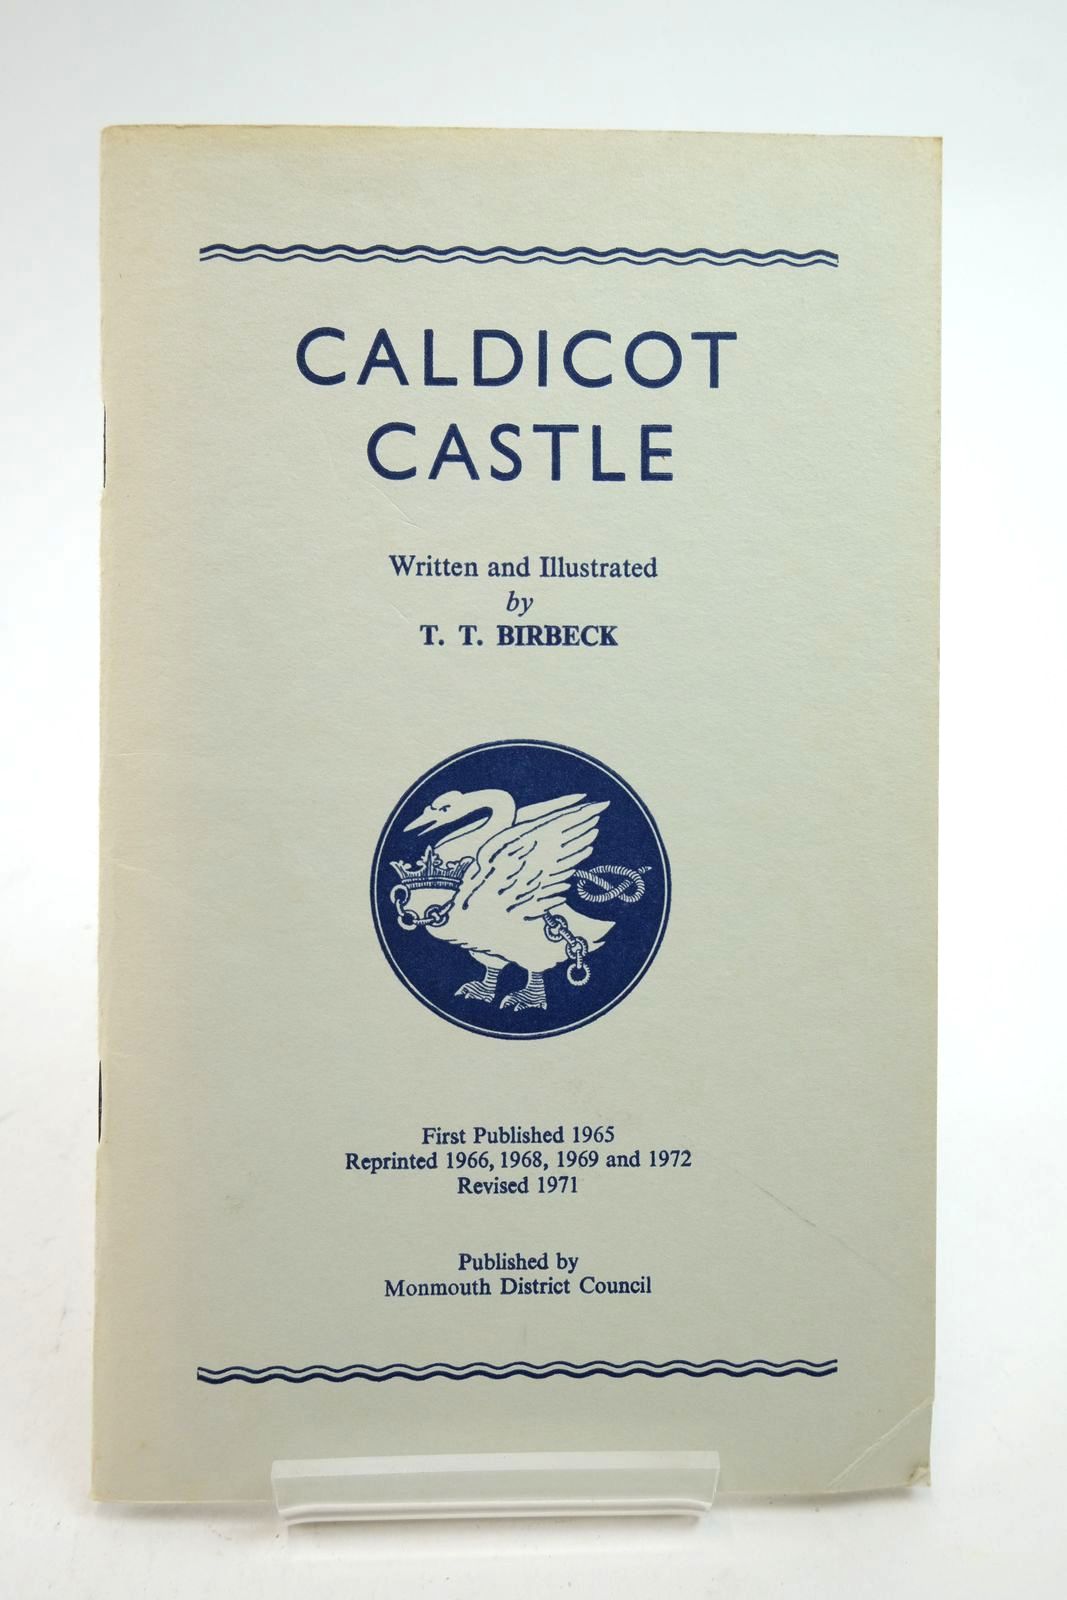 CALDICOT
CASTLE
Written and Illustrated
by
T. T. BIRBECK
First Published 1965
Reprinted 1966, 1968, 1969 and 1972
Revised 1971
Published by
Monmouth District Council